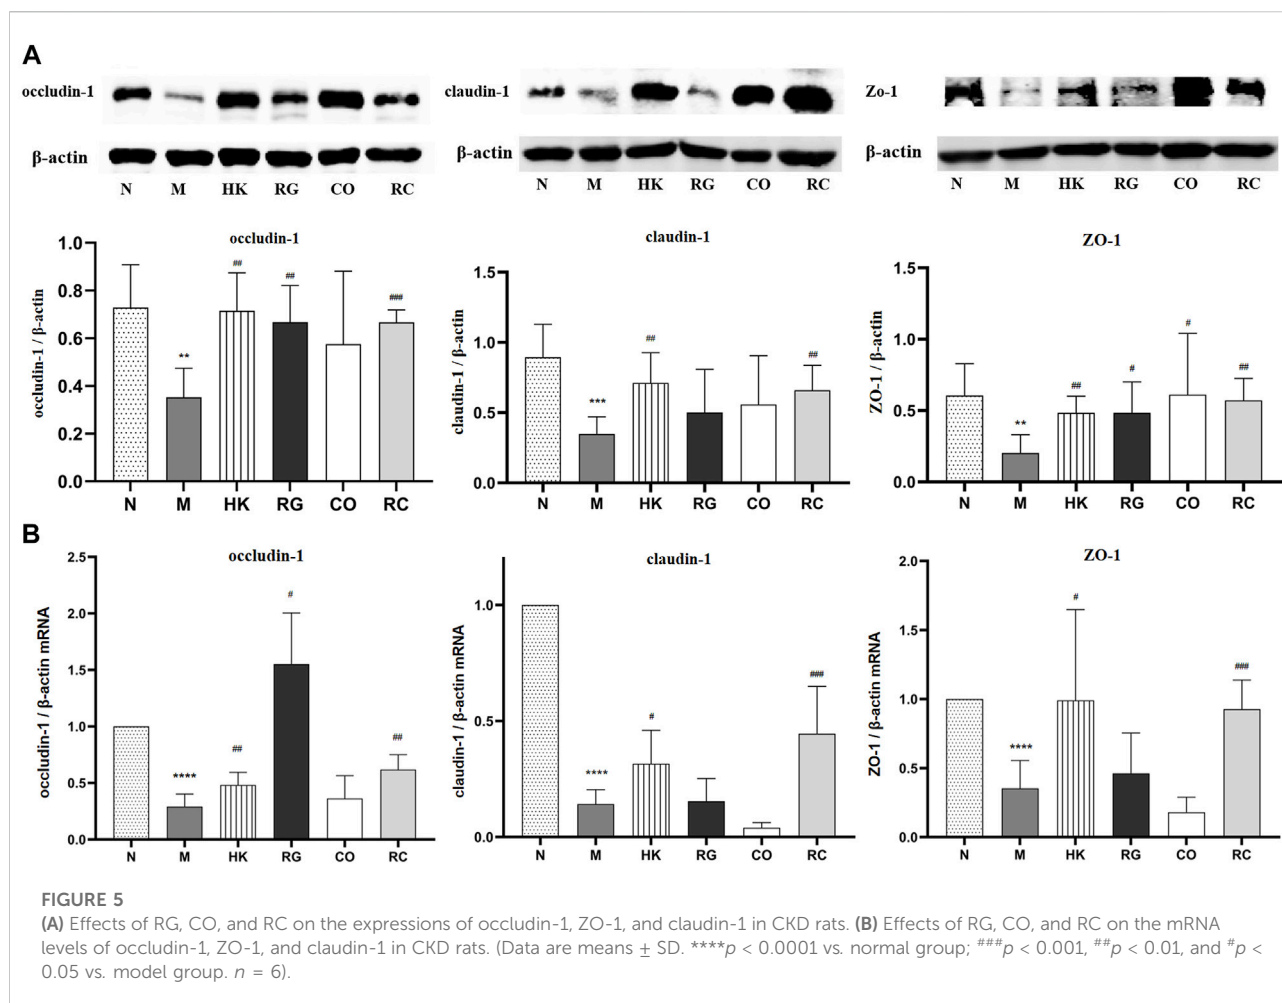 A
occludin-1
claudin-1
Zo-1
β-actin
β-actin
β-actin
N M HK RG CO RC
N M HK RG CO RC
N M HK RG CO RC
occludin-1
occludin-1 / β-actin
1.0
0.8
0.6
0.4
0.2
0.0
**
##
##
###
N M HK RG CO RC
claudin-1
claudin-1 / β-actin
1.5
1.0
0.5
0.0
***
##
##
N M HK RG CO RC
ZO-1
ZO-1 / β-actin
1.5
1.0
0.5
0.0
**
##
#
#
##
N M HK RG CO RC
B
occludin-1
occludin-1 / β-actin mRNA
2.5
2.0
1.5
1.0
0.5
0.0
****
##
#
##
N M HK RG CO RC
claudin-1
claudin-1 / β-actin mRNA
1.0
0.5
0.0
****
#
###
N M HK RG CO RC
ZO-1
ZO-1 / β-actin mRNA
2.0
1.5
1.0
0.5
0.0
****
#
###
N M HK RG CO RC
FIGURE 5
(A) Effects of RG, CO, and RC on the expressions of occludin-1, ZO-1, and claudin-1 in CKD rats. (B) Effects of RG, CO, and RC on the mRNA
levels of occludin-1, ZO-1, and claudin-1 in CKD rats. (Data are means ± SD. ****p < 0.0001 vs. normal group; ###p < 0.001, ##p < 0.01, and #p <
0.05 vs. model group. n = 6).